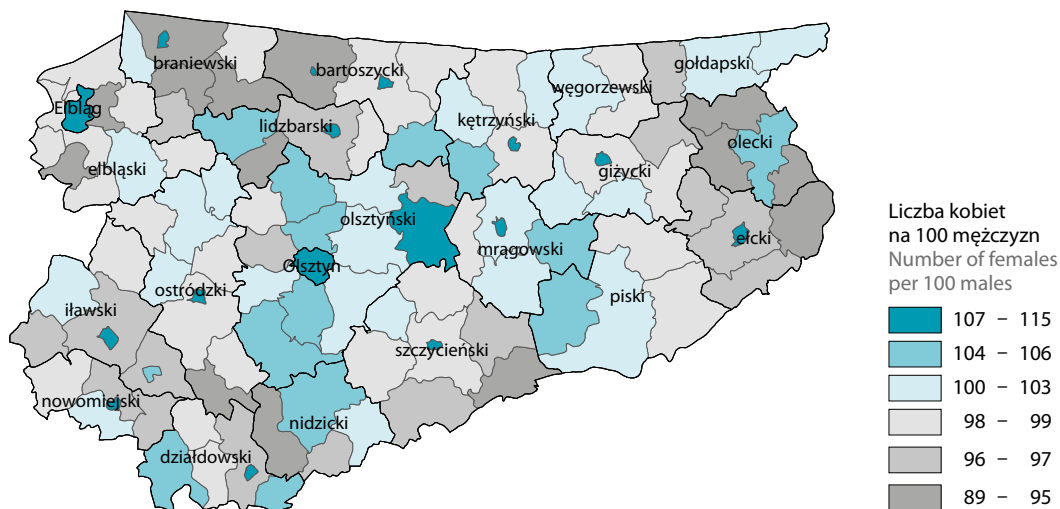 braniewski
bartoszycki
gołdapski
węgorzewski
Elbląg
lidzbarski
kętrzyński
olecki
elbląski
giżycki
olsztyński
mrągowski
ełcki
Olsztyn
ostródzki
piski
iławski
szczycieński
nowomiejski
nidzicki
działdowski
Liczba kobiet
na 100 mężczyzn
Number of females
per 100 males
107 – 115
104 – 106
100 – 103
98 – 99
96 – 97
89 – 95